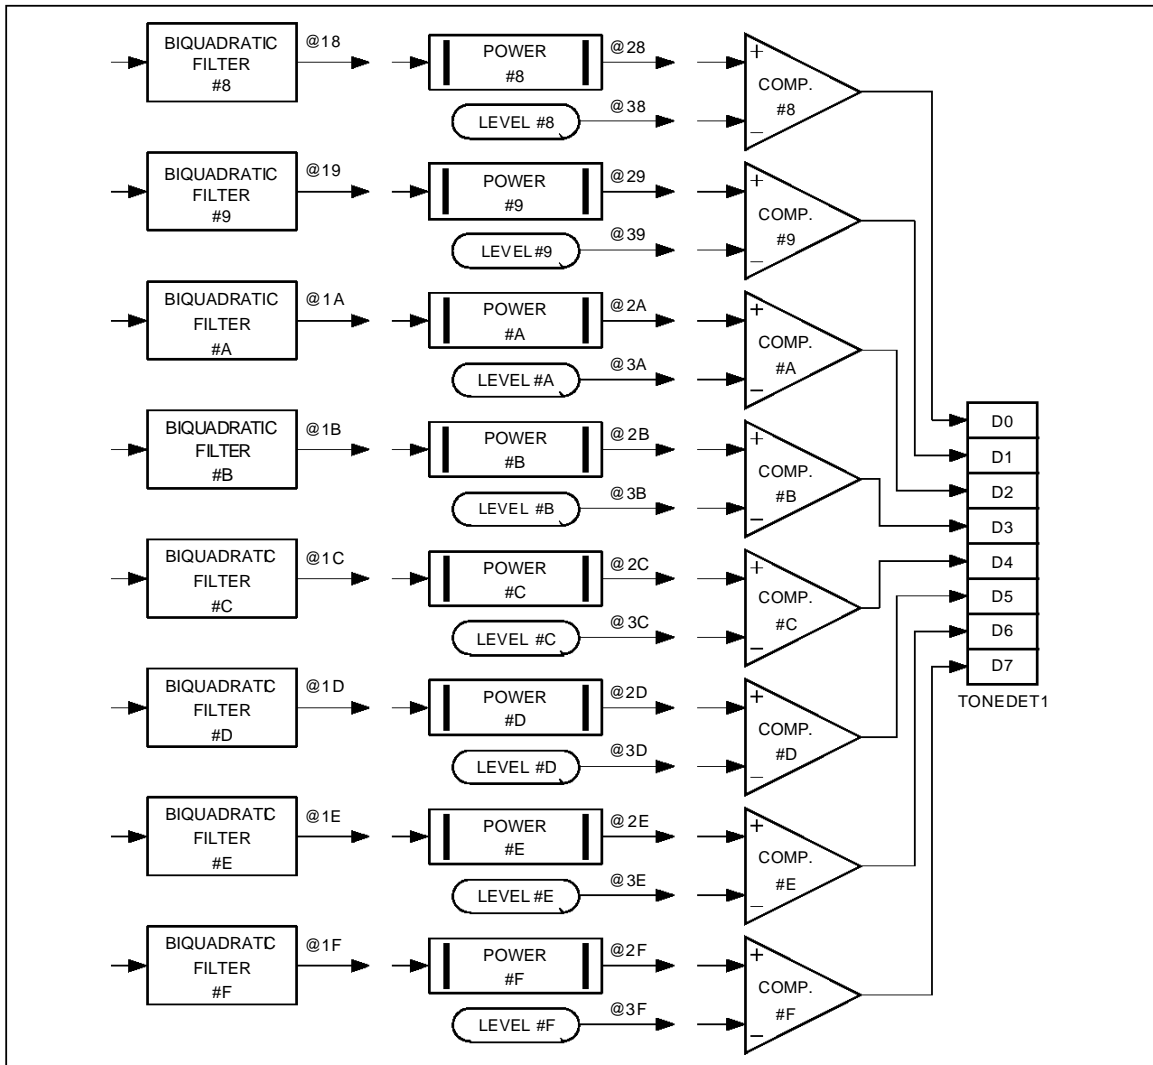 BIQUADRATIC
FILTER
#8
@18
POWER
#8
@28
LEVEL #8
@38
+
−
COMP.
#8
BIQUADRATIC
FILTER
#9
@19
POWER
#9
@29
LEVEL #9
@39
+
−
COMP.
#9
BIQUADRATIC
FILTER
#A
@1A
POWER
#A
@2A
LEVEL #A
@3A
+
−
COMP.
#A
BIQUADRATIC
FILTER
#B
@1B
POWER
#B
@2B
LEVEL #B
@3B
+
−
COMP.
#B
BIQUADRATIC
FILTER
#C
@1C
POWER
#C
@2C
LEVEL #C
@3C
+
−
COMP.
#C
BIQUADRATIC
FILTER
#D
@1D
POWER
#D
@2D
LEVEL #D
@3D
+
−
COMP.
#D
BIQUADRATIC
FILTER
#E
@1E
POWER
#E
@2E
LEVEL #E
@3E
+
−
COMP.
#E
BIQUADRATIC
FILTER
#F
@1F
POWER
#F
@2F
LEVEL #F
@3F
+
−
COMP.
#F
D0
D1
D2
D3
D4
D5
D6
D7
TONEDET1